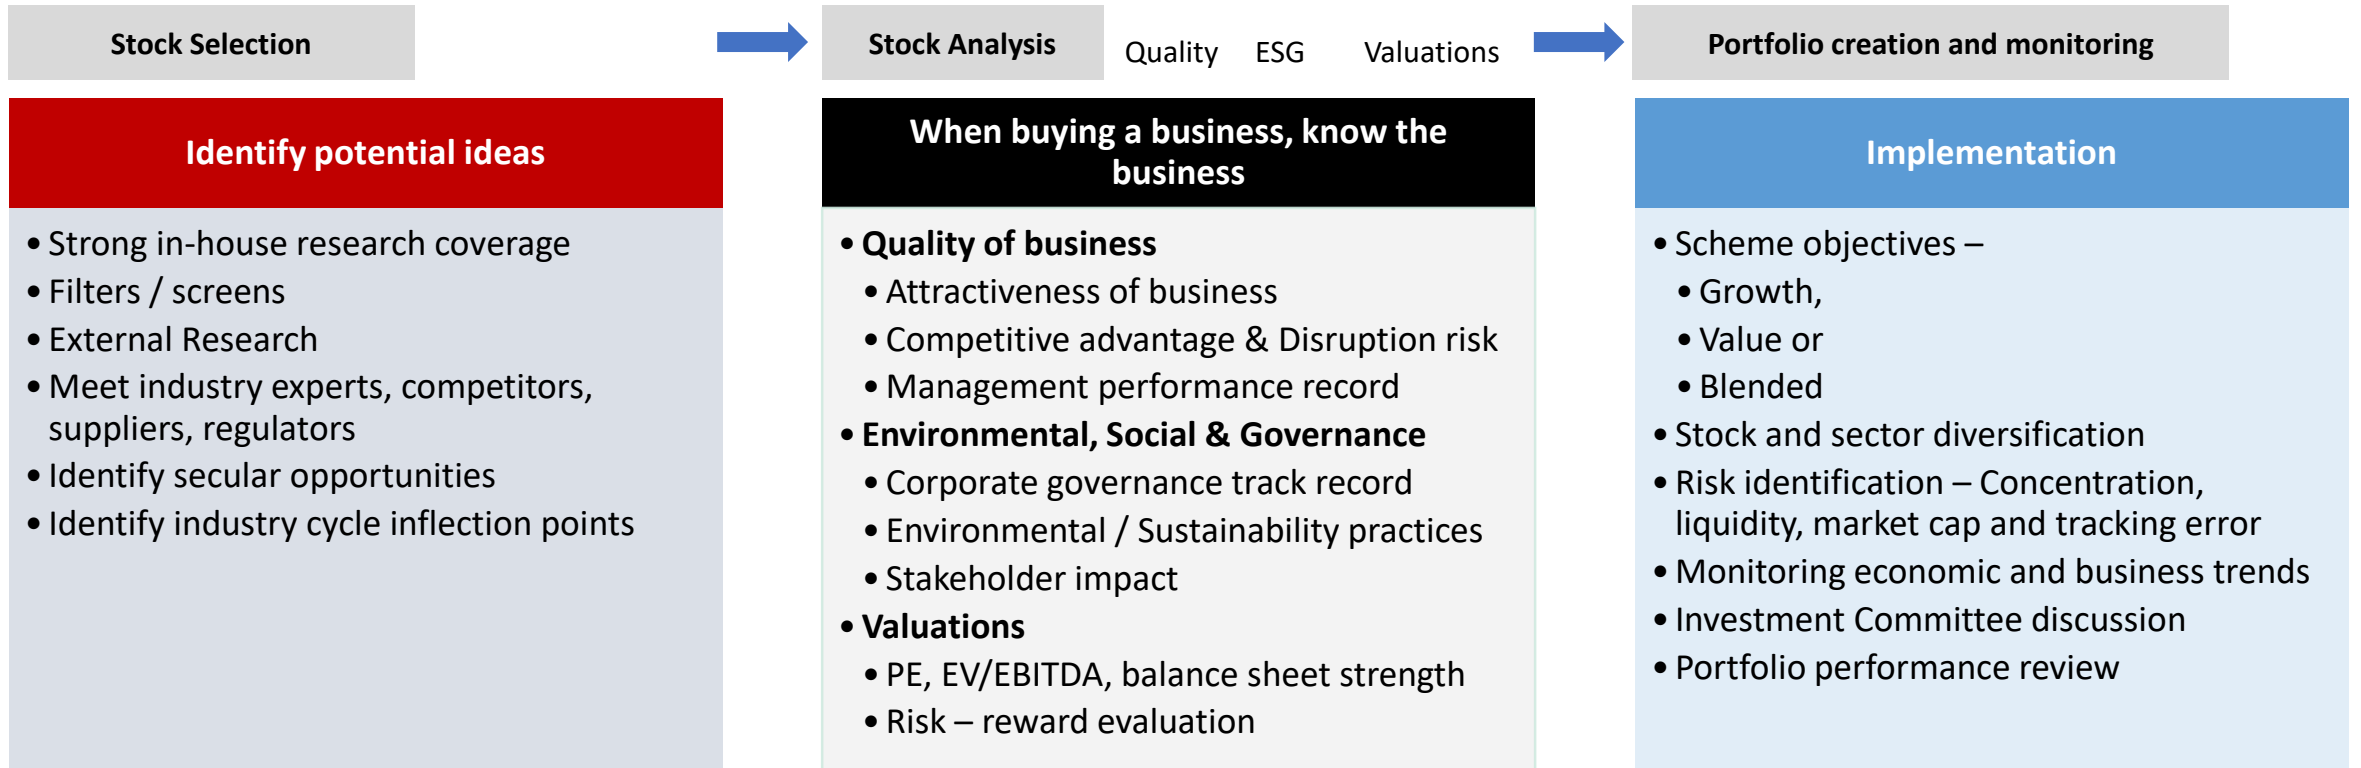 Stock Selection
Stock Analysis
Quality ESG Valuations
Portfolio creation and monitoring
Identify potential ideas
• Strong in-house research coverage
• Filters / screens
• External Research
• Meet industry experts, competitors,
suppliers, regulators
• Identify secular opportunities
• Identify industry cycle inflection points
When buying a business, know the
business
• Quality of business
• Attractiveness of business
• Competitive advantage & Disruption risk
• Management performance record
• Environmental, Social & Governance
• Corporate governance track record
• Environmental / Sustainability practices
• Stakeholder impact
• Valuations
• PE, EV/EBITDA, balance sheet strength
• Risk – reward evaluation
Implementation
• Scheme objectives –
• Growth,
• Value or
• Blended
• Stock and sector diversification
• Risk identification – Concentration,
liquidity, market cap and tracking error
• Monitoring economic and business trends
• Investment Committee discussion
• Portfolio performance review